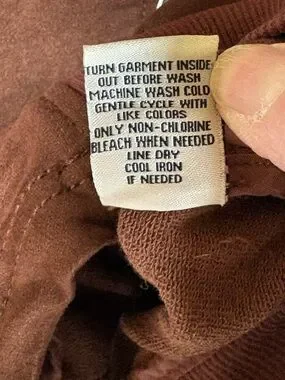 TURN GARMENT INSIDE
OUT BEFORE WASH
MACHINE WASH COLD
GENTLE CYCLE WITH
LIKE COLORS
ONLY NON-CHLORINE
BLEACH WHEN NEEDED
LINE DRY
COOL IRON
IF NEEDED